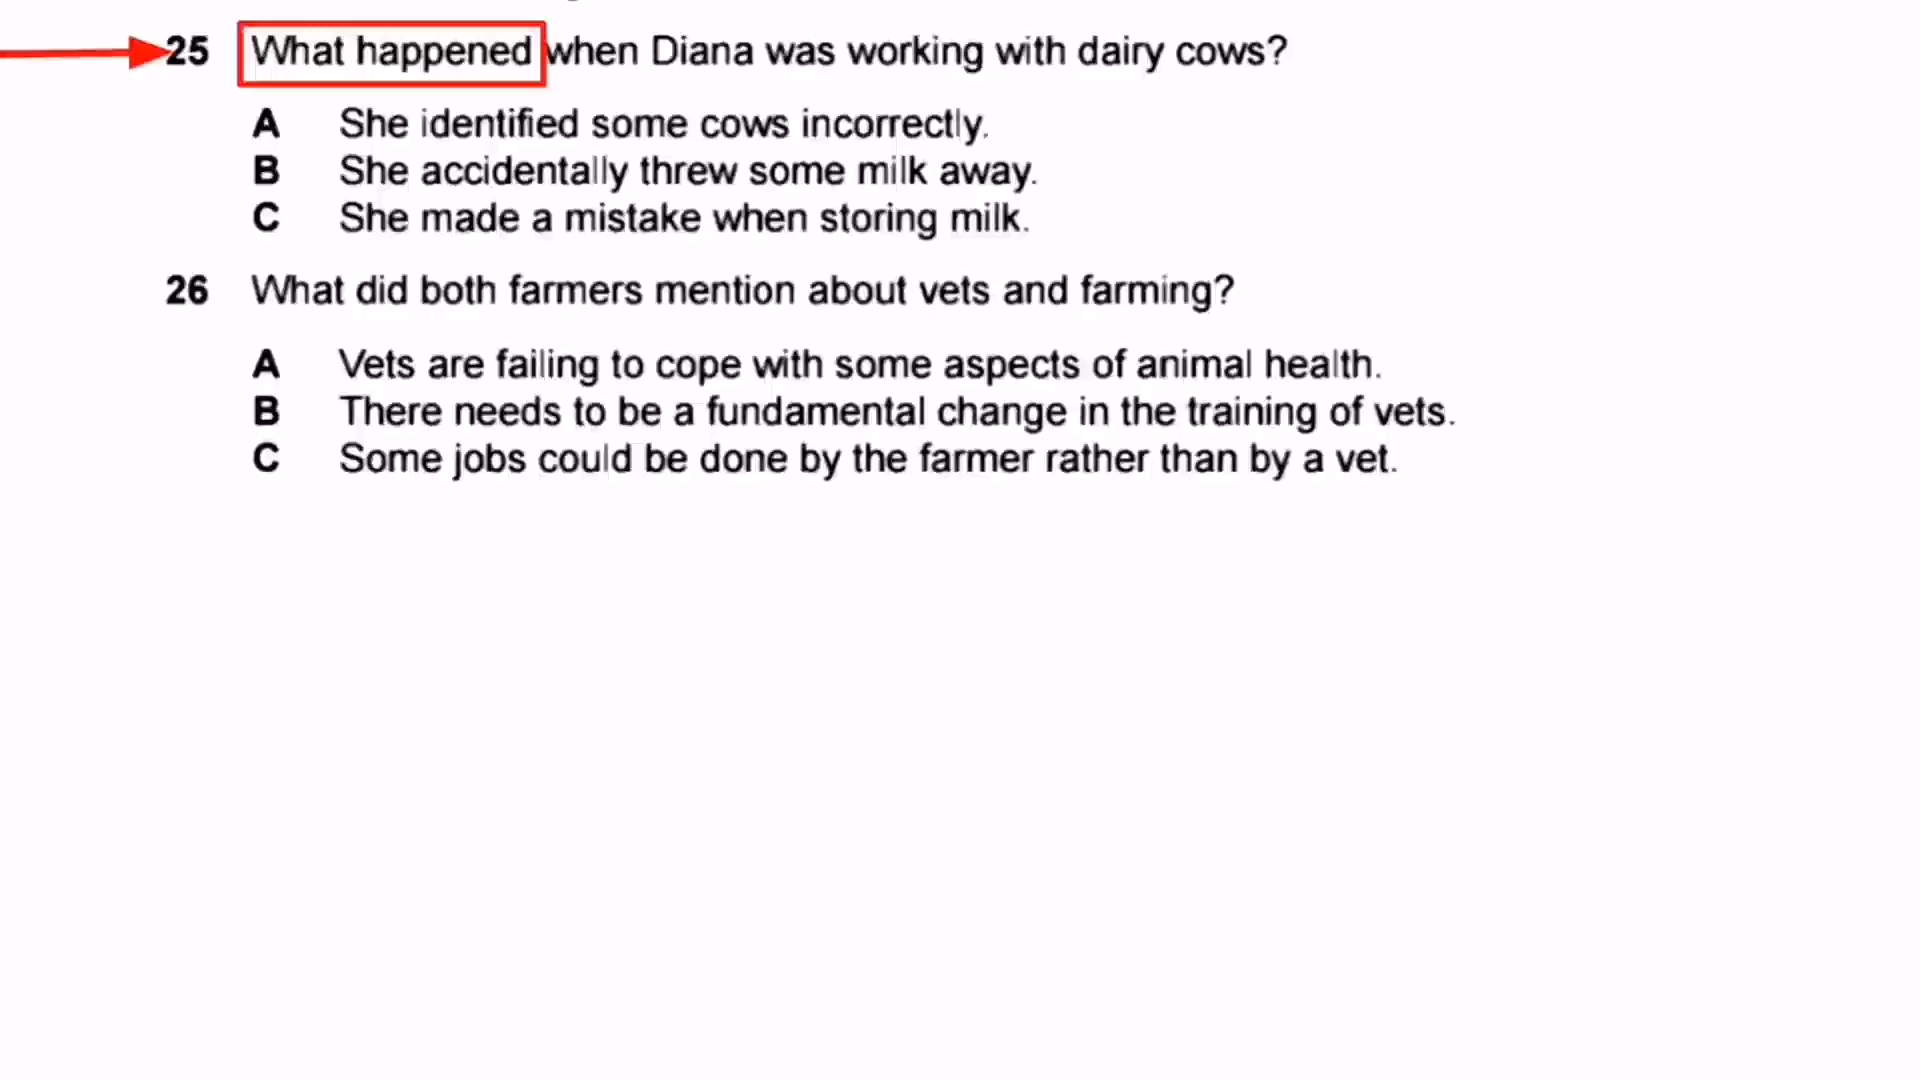 25 What happened when Diana was working with dairy cows?
A She identified some cows incorrectly.
B She accidentally threw some milk away.
C She made a mistake when storing milk.
26 What did both farmers mention about vets and farming?
A Vets are failing to cope with some aspects of animal health.
B There needs to be a fundamental change in the training of vets.
C Some jobs could be done by the farmer rather than by a vet.